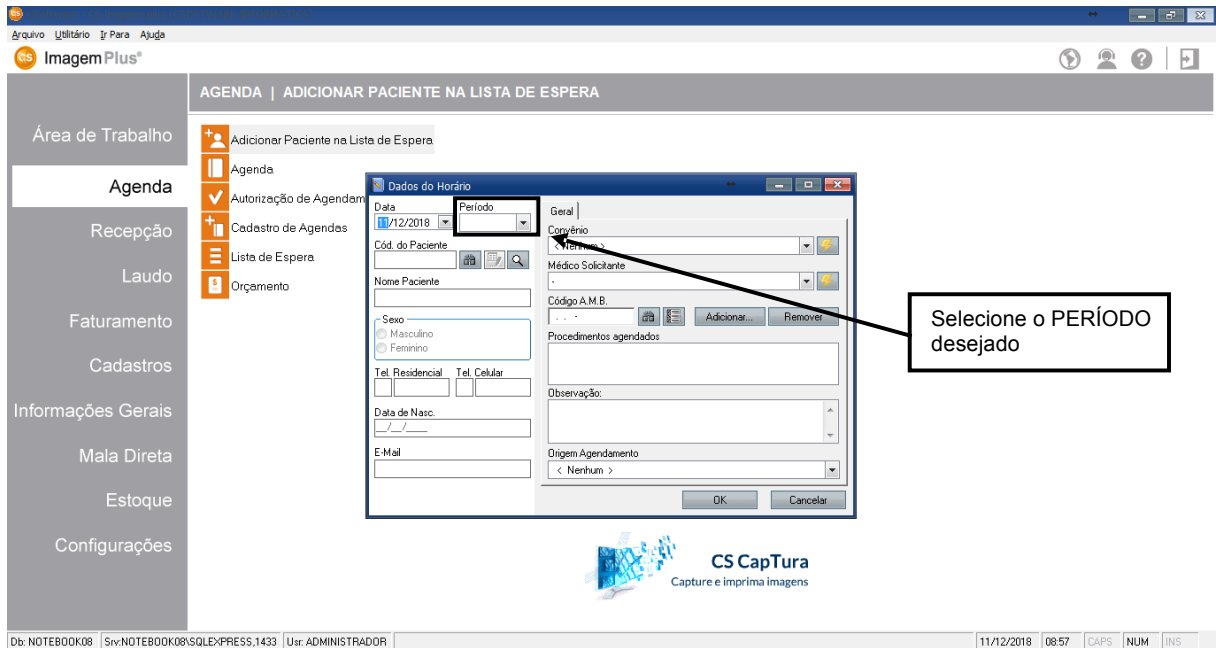 Arquivo Utilitário Ir Para Ajuda
cs ImagemPlus®
AGENDA | ADICIONAR PACIENTE NA LISTA DE ESPERA
Área de Trabalho
Agenda
Recepção
Laudo
Faturamento
Cadastros
Informações Gerais
Mala Direta
Estoque
Configurações
Adicionar Paciente na Lista de Espera
Agenda
Autorização de Agendam
Cadastro de Agendas
Lista de Espera
Orçamento
Dados do Horário
Data Período
11/12/2018
Cód. do Paciente
Nome Paciente
Sexo
Masculino
Feminino
Tel. Residencial Tel. Celular
Data de Nasc.
__/__/____
E-Mail
Geral
Convênio
< Nenhum >
Médico Solicitante
-
Código A.M.B.
. . -
Adicionar... Remover
Procedimentos agendados
Observação:
Origem Agendamento
< Nenhum >
OK Cancelar
Selecione o PERÍODO
desejado
CS CapTura
Capture e imprima imagens
Db: NOTEBOOK08 Srv:NOTEBOOK08\SQLEXPRESS,1433 Usr: ADMINISTRADOR 11/12/2018 08:57 CAPS NUM INS